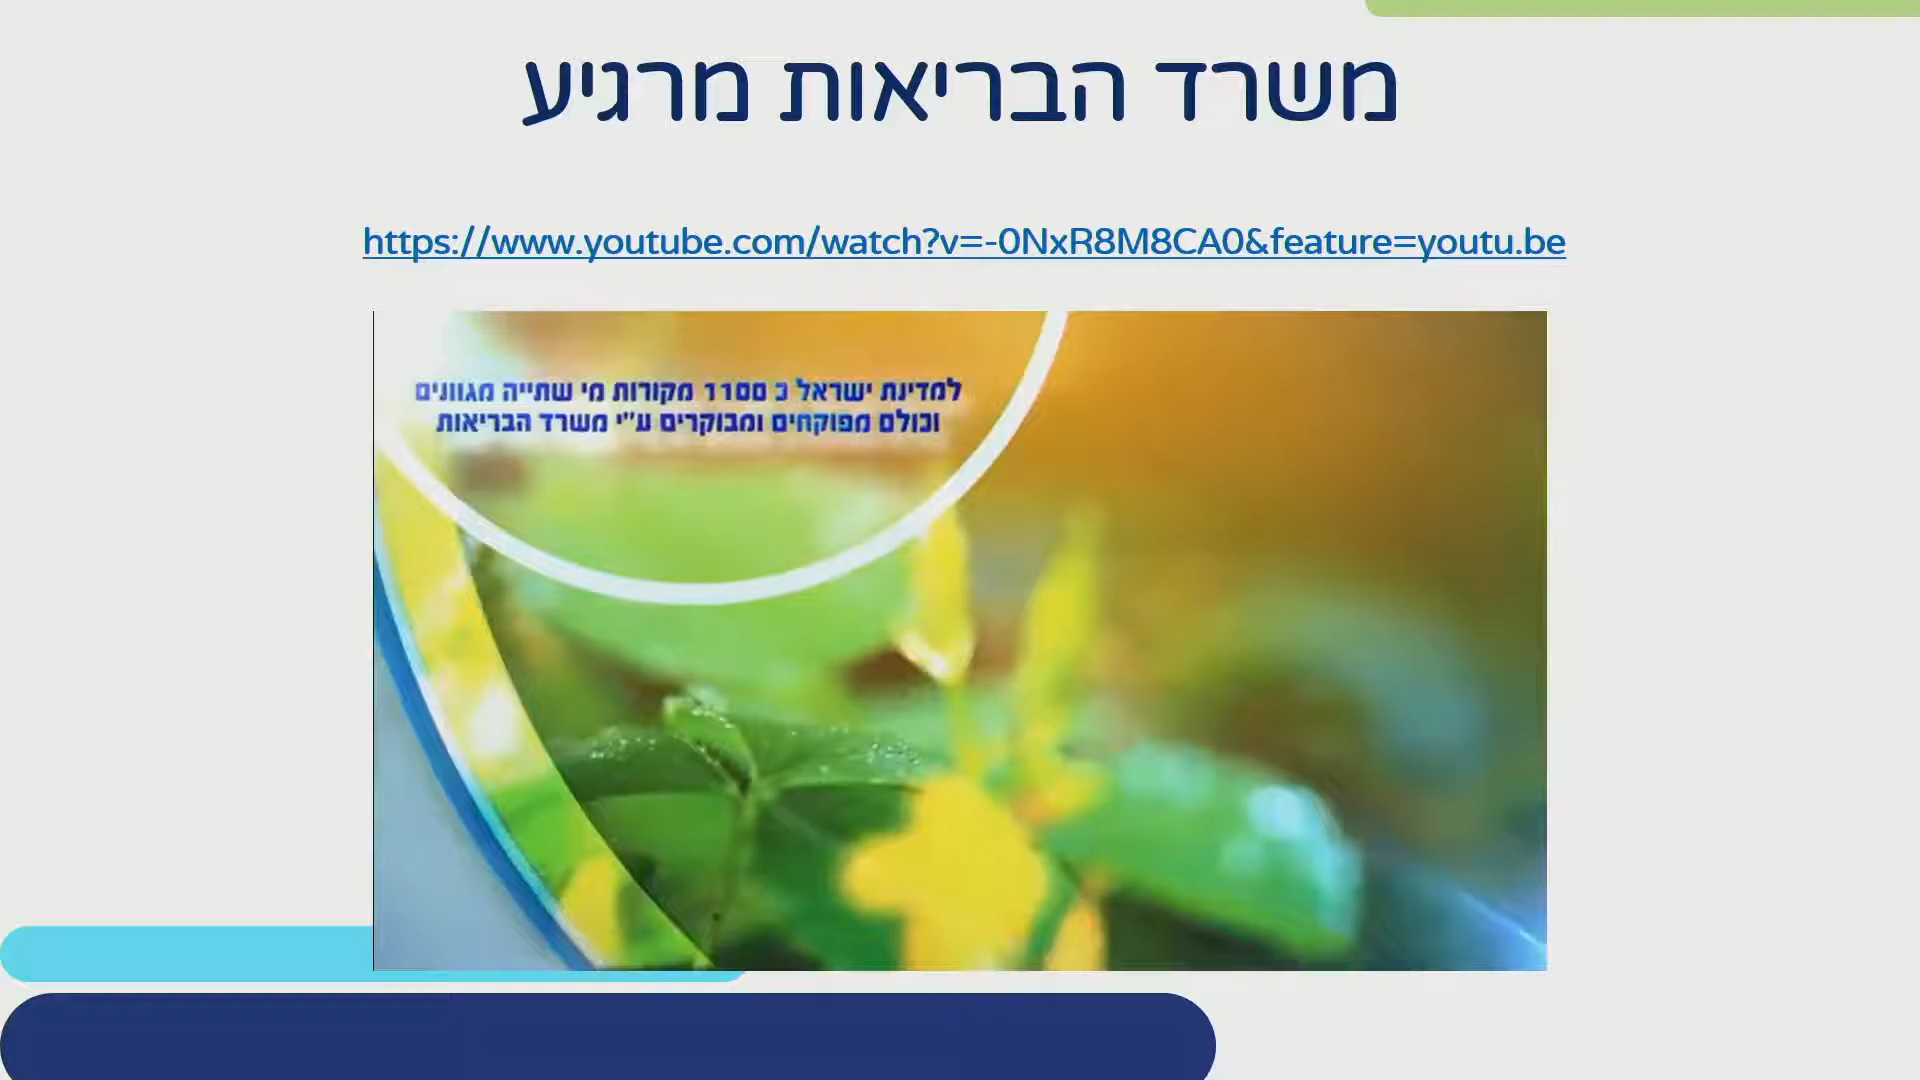 משרד הבריאות מרגיע
https://www.youtube.com/watch?v=-0NxR8M8CA0&feature=youtu.be
למדינת ישראל כ 1100 מקורות מי שתייה מגוונים
וכולם מפוקחים ומבוקרים ע"י משרד הבריאות